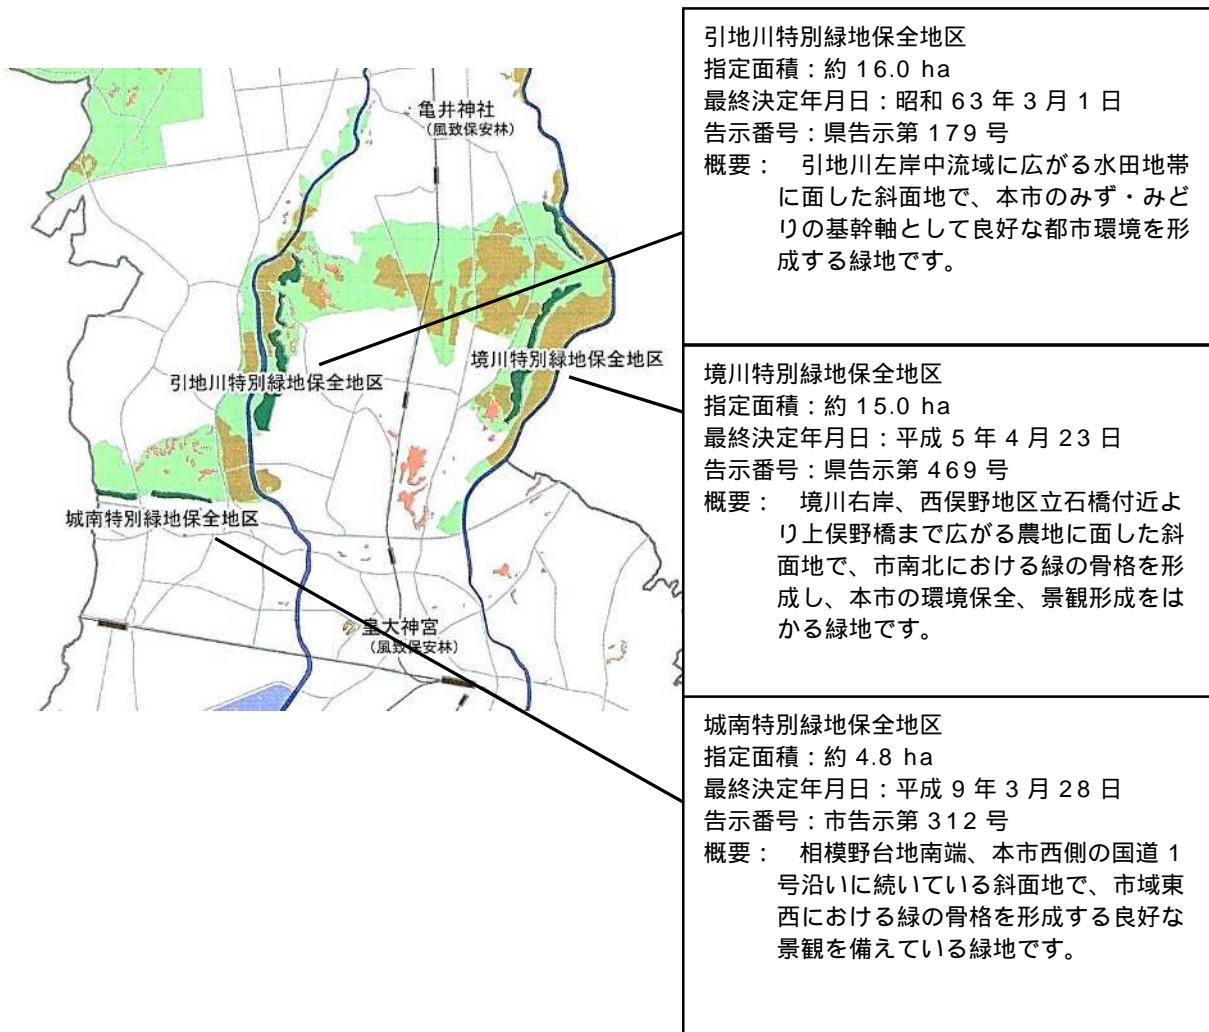 亀井神社
(風致保安林)
引地川特別緑地保全地区
境川特別緑地保全地区
城南特別緑地保全地区
皇大神宮
(風致保安林)
引地川特別緑地保全地区
指定面積：約 16.0 ha
最終決定年月日：昭和 63 年 3 月 1 日
告示番号：県告示第 179 号
概要：　引地川左岸中流域に広がる水田地帯
に面した斜面地で、本市のみず・みど
りの基幹軸として良好な都市環境を形
成する緑地です。
境川特別緑地保全地区
指定面積：約 15.0 ha
最終決定年月日：平成 5 年 4 月 23 日
告示番号：県告示第 469 号
概要：　境川右岸、西俣野地区立石橋付近よ
り上俣野橋まで広がる農地に面した斜
面地で、市南北における緑の骨格を形
成し、本市の環境保全、景観形成をは
かる緑地です。
城南特別緑地保全地区
指定面積：約 4.8 ha
最終決定年月日：平成 9 年 3 月 28 日
告示番号：市告示第 312 号
概要：　相模野台地南端、本市西側の国道 1
号沿いに続いている斜面地で、市域東
西における緑の骨格を形成する良好な
景観を備えている緑地です。